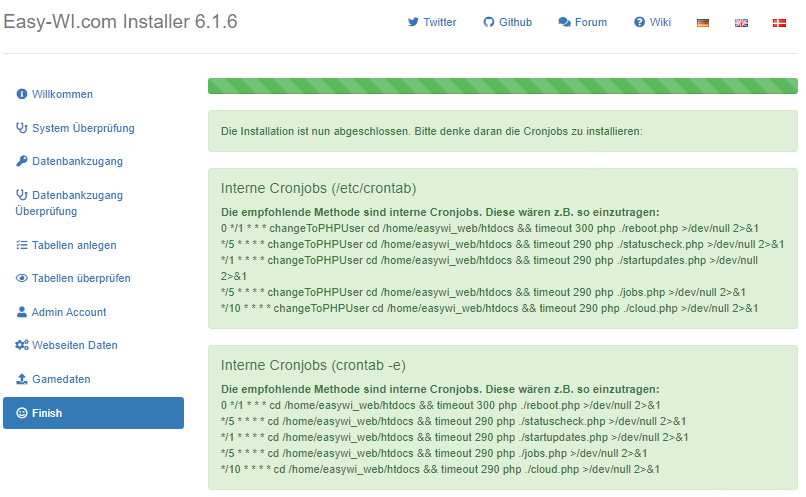 Easy-WI.com Installer 6.1.6
Twitter
Github
Forum
Wiki
Willkommen
System Überprüfung
Datenbankzugang
Datenbankzugang
Überprüfung
Tabellen anlegen
Tabellen überprüfen
Admin Account
Webseiten Daten
Gamedaten
Finish
Die Installation ist nun abgeschlossen. Bitte denke daran die Cronjobs zu installieren:
Interne Cronjobs (/etc/crontab)
Die empfohlene Methode sind interne Cronjobs. Diese wären z.B. so einzutragen:
0 */1 * * * changeToPHPUser cd /home/easywi_web/htdocs && timeout 300 php ./reboot.php >/dev/null 2>&1
*/5 * * * * changeToPHPUser cd /home/easywi_web/htdocs && timeout 290 php ./statuscheck.php >/dev/null 2>&1
*/1 * * * * changeToPHPUser cd /home/easywi_web/htdocs && timeout 290 php ./startupdates.php >/dev/null
2>&1
*/5 * * * * changeToPHPUser cd /home/easywi_web/htdocs && timeout 290 php ./jobs.php >/dev/null 2>&1
*/10 * * * * changeToPHPUser cd /home/easywi_web/htdocs && timeout 290 php ./cloud.php >/dev/null 2>&1
Interne Cronjobs (crontab -e)
Die empfohlene Methode sind interne Cronjobs. Diese wären z.B. so einzutragen:
0 */1 * * * cd /home/easywi_web/htdocs && timeout 300 php ./reboot.php >/dev/null 2>&1
*/5 * * * * cd /home/easywi_web/htdocs && timeout 290 php ./statuscheck.php >/dev/null 2>&1
*/1 * * * * cd /home/easywi_web/htdocs && timeout 290 php ./startupdates.php >/dev/null 2>&1
*/5 * * * * cd /home/easywi_web/htdocs && timeout 290 php ./jobs.php >/dev/null 2>&1
*/10 * * * * cd /home/easywi_web/htdocs && timeout 290 php ./cloud.php >/dev/null 2>&1